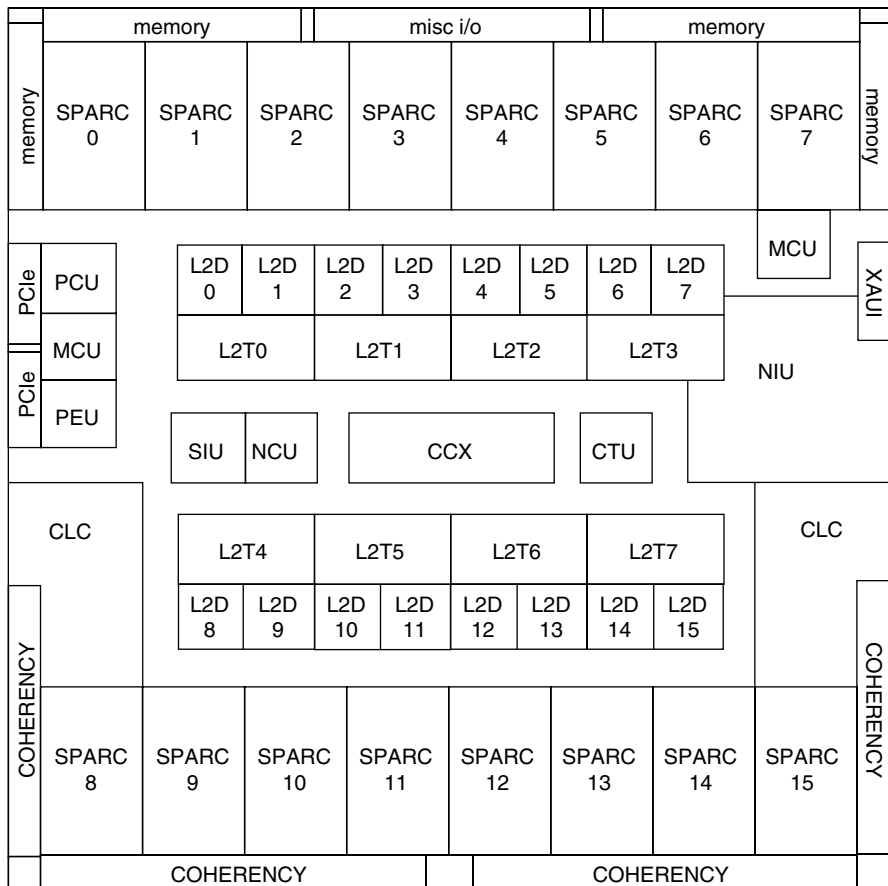 memory
misc i/o
memory
memory
SPARC
0
SPARC
1
SPARC
2
SPARC
3
SPARC
4
SPARC
5
SPARC
6
SPARC
7
memory
MCU
PCIe
PCU
L2D
0
L2D
1
L2D
2
L2D
3
L2D
4
L2D
5
L2D
6
L2D
7
XAUI
MCU
L2T0
L2T1
L2T2
L2T3
NIU
PCIe
PEU
SIU
NCU
CCX
CTU
CLC
CLC
L2T4
L2T5
L2T6
L2T7
L2D
8
L2D
9
L2D
10
L2D
11
L2D
12
L2D
13
L2D
14
L2D
15
COHERENCY
COHERENCY
SPARC
8
SPARC
9
SPARC
10
SPARC
11
SPARC
12
SPARC
13
SPARC
14
SPARC
15
COHERENCY
COHERENCY